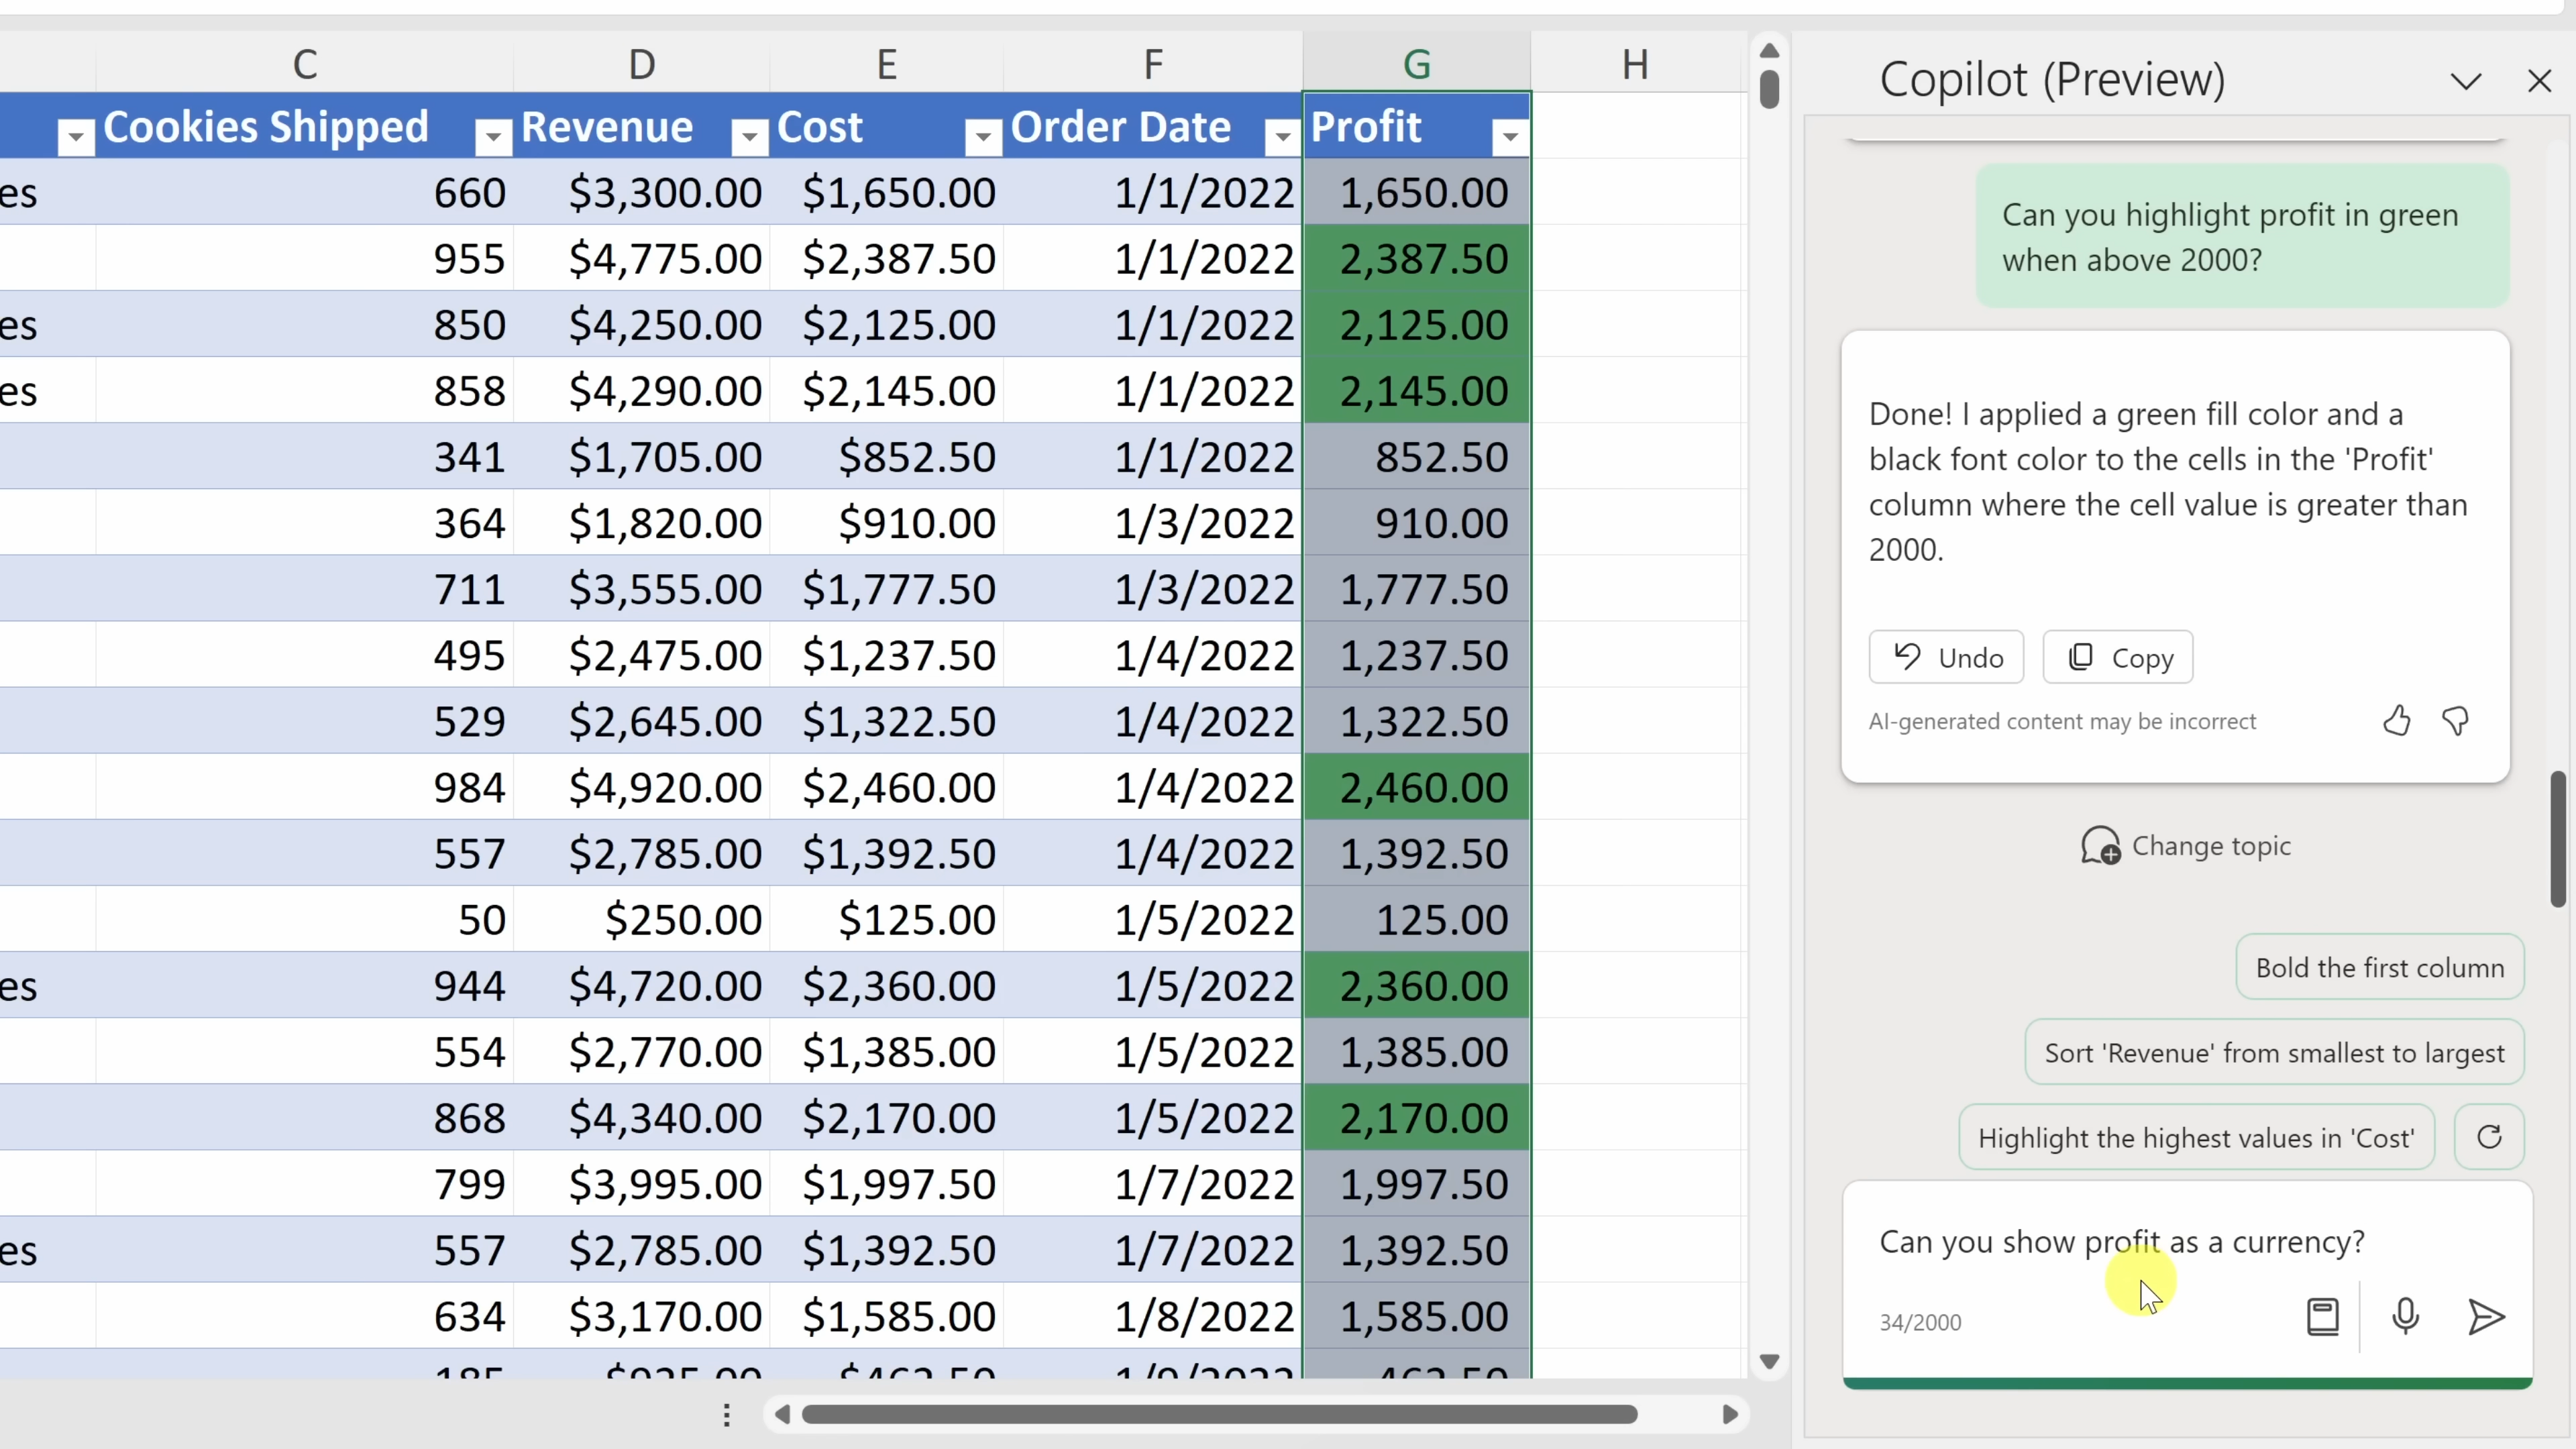 C D E F G H
Cookies Shipped Revenue Cost Order Date Profit
es 660 $3,300.00 $1,650.00 1/1/2022 1,650.00
955 $4,775.00 $2,387.50 1/1/2022 2,387.50
es 850 $4,250.00 $2,125.00 1/1/2022 2,125.00
es 858 $4,290.00 $2,145.00 1/1/2022 2,145.00
341 $1,705.00 $852.50 1/1/2022 852.50
364 $1,820.00 $910.00 1/3/2022 910.00
711 $3,555.00 $1,777.50 1/3/2022 1,777.50
495 $2,475.00 $1,237.50 1/4/2022 1,237.50
529 $2,645.00 $1,322.50 1/4/2022 1,322.50
984 $4,920.00 $2,460.00 1/4/2022 2,460.00
557 $2,785.00 $1,392.50 1/4/2022 1,392.50
50 $250.00 $125.00 1/5/2022 125.00
es 944 $4,720.00 $2,360.00 1/5/2022 2,360.00
554 $2,770.00 $1,385.00 1/5/2022 1,385.00
868 $4,340.00 $2,170.00 1/5/2022 2,170.00
799 $3,995.00 $1,997.50 1/7/2022 1,997.50
es 557 $2,785.00 $1,392.50 1/7/2022 1,392.50
634 $3,170.00 $1,585.00 1/8/2022 1,585.00
Copilot (Preview)
Can you highlight profit in green
when above 2000?
Done! I applied a green fill color and a
black font color to the cells in the 'Profit'
column where the cell value is greater than
2000.
Undo Copy
AI-generated content may be incorrect
Change topic
Bold the first column
Sort 'Revenue' from smallest to largest
Highlight the highest values in 'Cost'
Can you show profit as a currency?
34/2000